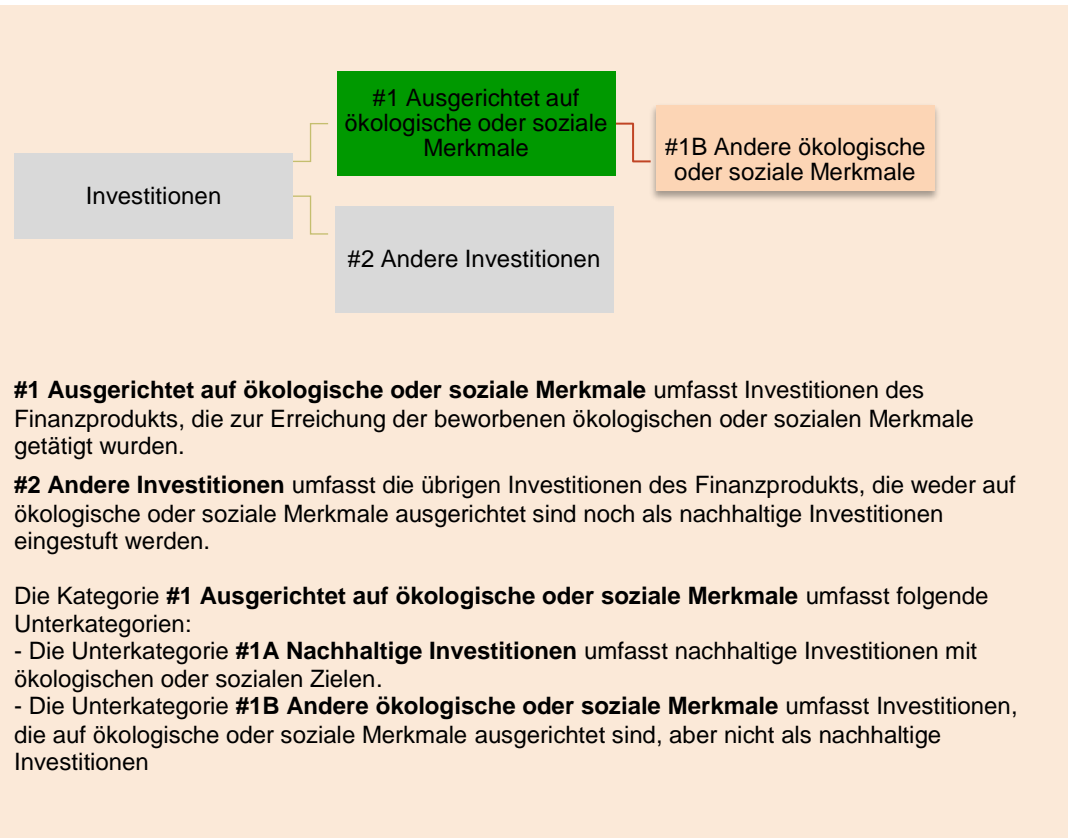 #1 Ausgerichtet auf
ökologische oder soziale
Merkmale
#1B Andere ökologische
oder soziale Merkmale
Investitionen
#2 Andere Investitionen
#1 Ausgerichtet auf ökologische oder soziale Merkmale umfasst Investitionen des
Finanzprodukts, die zur Erreichung der beworbenen ökologischen oder sozialen Merkmale
getätigt wurden.
#2 Andere Investitionen umfasst die übrigen Investitionen des Finanzprodukts, die weder auf
ökologische oder soziale Merkmale ausgerichtet sind noch als nachhaltige Investitionen
eingestuft werden.
Die Kategorie #1 Ausgerichtet auf ökologische oder soziale Merkmale umfasst folgende
Unterkategorien:
- Die Unterkategorie #1A Nachhaltige Investitionen umfasst nachhaltige Investitionen mit
ökologischen oder sozialen Zielen.
- Die Unterkategorie #1B Andere ökologische oder soziale Merkmale umfasst Investitionen,
die auf ökologische oder soziale Merkmale ausgerichtet sind, aber nicht als nachhaltige
Investitionen